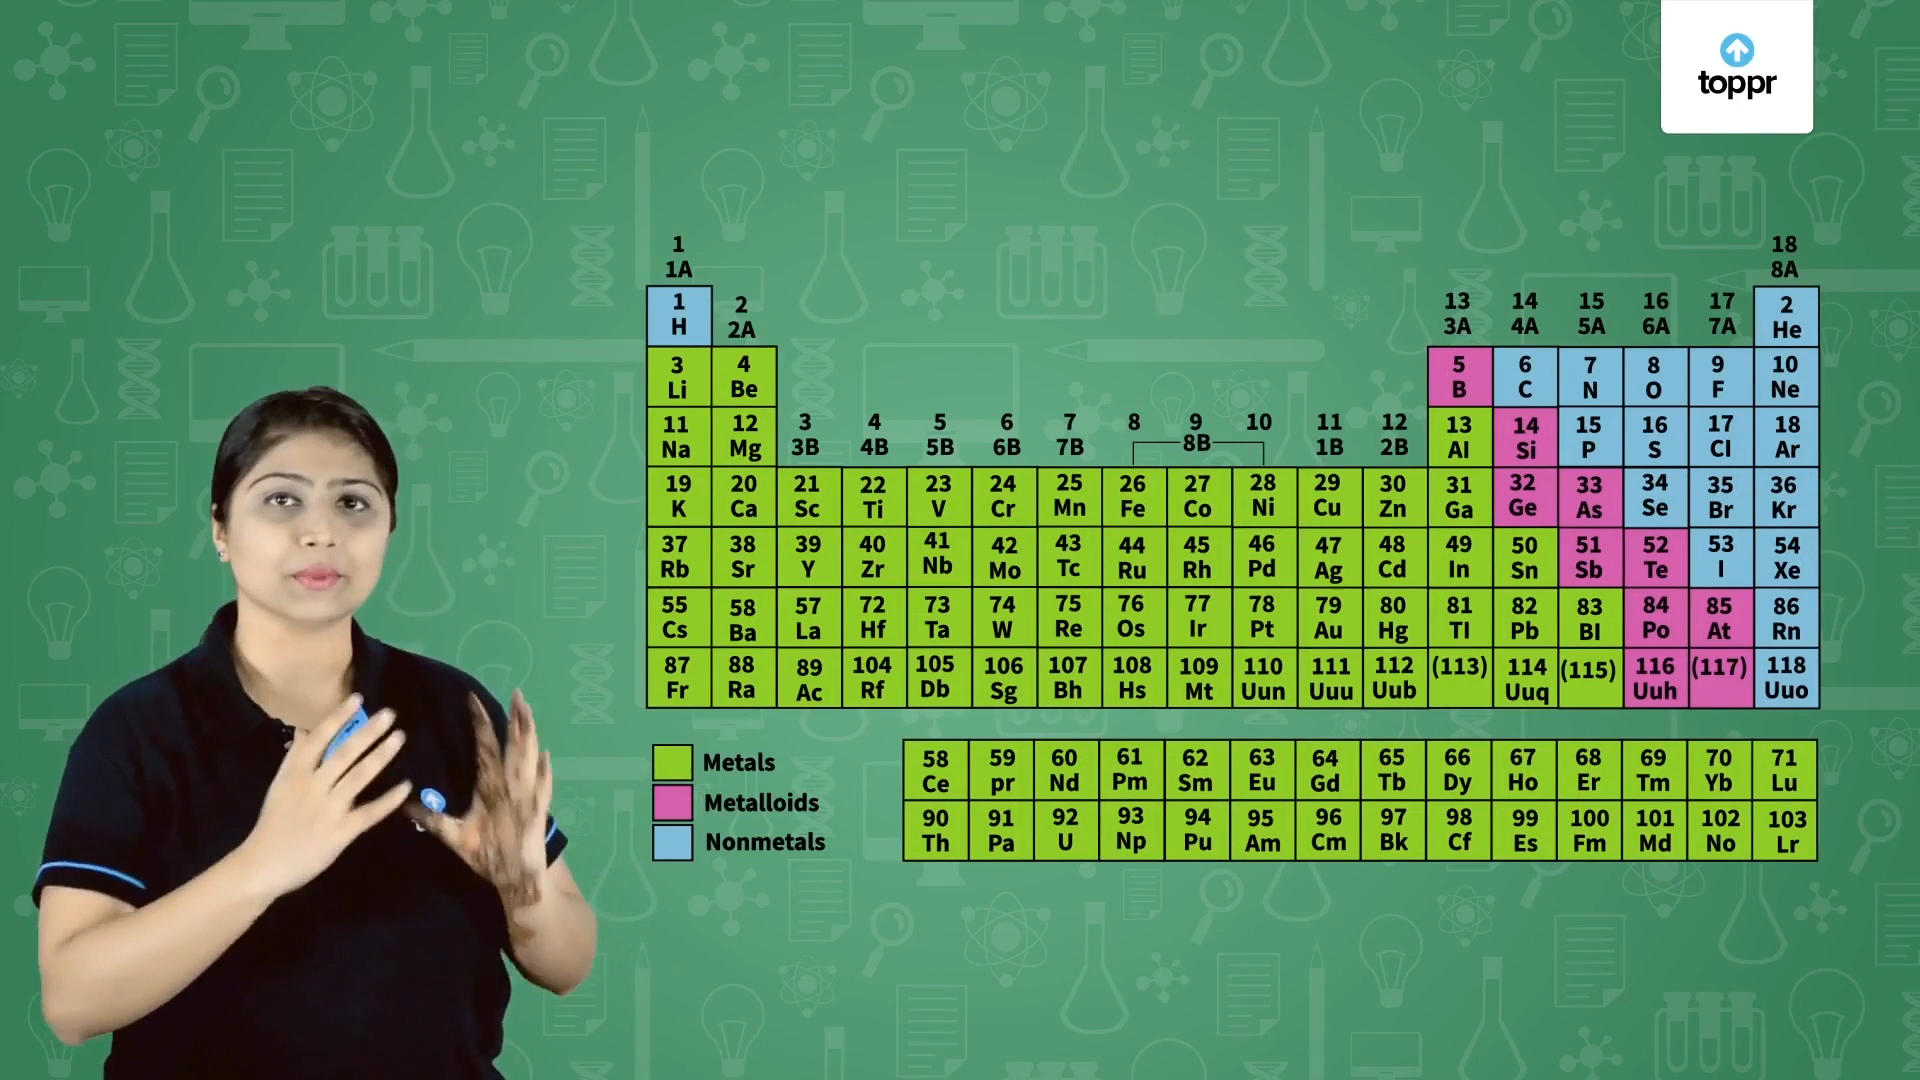 toppr
1 18
1A 8A
1 2 13 14 15 16 17 2
H 2A 3A 4A 5A 6A 7A He
3 4 5 6 7 8 9 10
Li Be B C N O F Ne
11 12 3 4 5 6 7 8 9 10 11 12 13 14 15 16 17 18
Na Mg 3B 4B 5B 6B 7B 8B 1B 2B Al Si P S Cl Ar
19 20 21 22 23 24 25 26 27 28 29 30 31 32 33 34 35 36
K Ca Sc Ti V Cr Mn Fe Co Ni Cu Zn Ga Ge As Se Br Kr
37 38 39 40 41 42 43 44 45 46 47 48 49 50 51 52 53 54
Rb Sr Y Zr Nb Mo Tc Ru Rh Pd Ag Cd In Sn Sb Te I Xe
55 58 57 72 73 74 75 76 77 78 79 80 81 82 83 84 85 86
Cs Ba La Hf Ta W Re Os Ir Pt Au Hg Tl Pb BI Po At Rn
87 88 89 104 105 106 107 108 109 110 111 112 (113) 114 (115) 116 (117) 118
Fr Ra Ac Rf Db Sg Bh Hs Mt Uun Uuu Uub Uuq Uuh Uuo
Metals
Metalloids
Nonmetals
58 59 60 61 62 63 64 65 66 67 68 69 70 71
Ce pr Nd Pm Sm Eu Gd Tb Dy Ho Er Tm Yb Lu
90 91 92 93 94 95 96 97 98 99 100 101 102 103
Th Pa U Np Pu Am Cm Bk Cf Es Fm Md No Lr